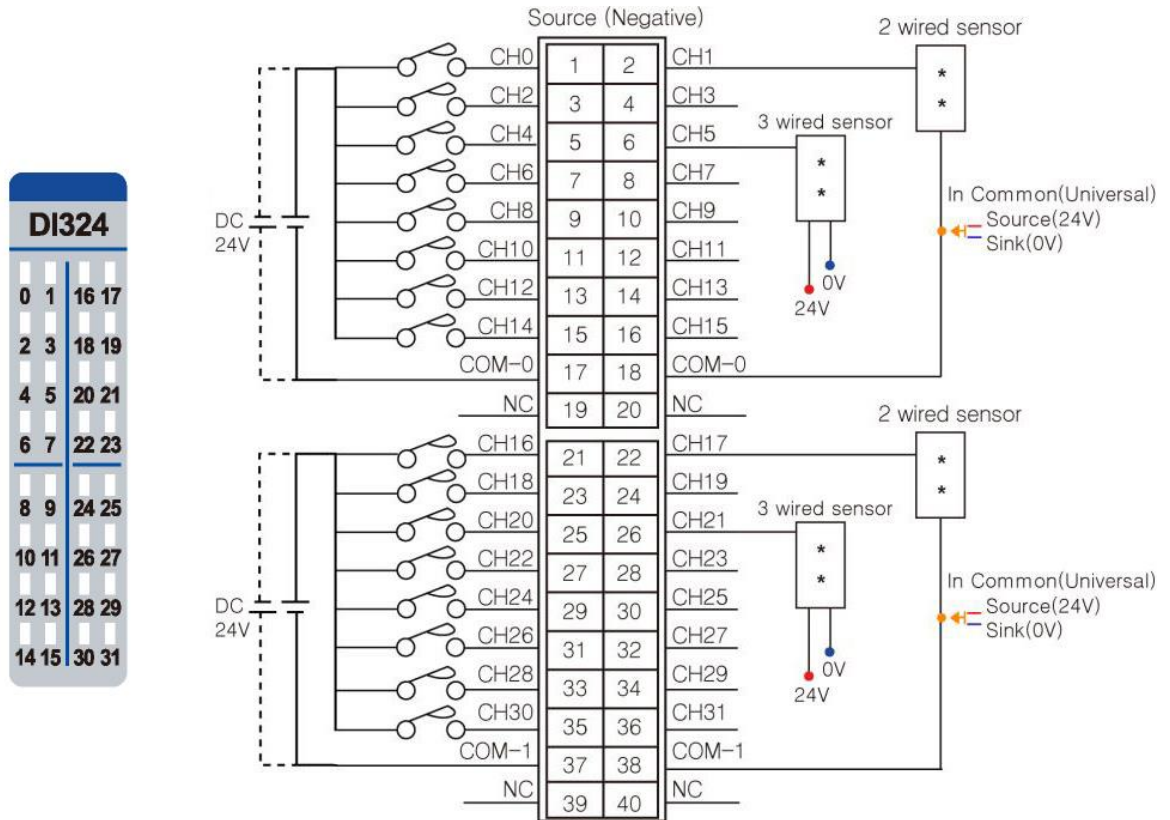 DI324
0 1 16 17
2 3 18 19
4 5 20 21
6 7 22 23
8 9 24 25
10 11 26 27
12 13 28 29
14 15 30 31
Source (Negative)
2 wired sensor
CH0 1 2 CH1
* 
*
CH2 3 4 CH3
3 wired sensor
CH4 5 6 CH5
*
*
CH6 7 8 CH7
In Common(Universal)
Source(24V)
Sink(0V)
DC
24V
CH8 9 10 CH9
CH10 11 12 CH11
0V
24V
CH12 13 14 CH13
CH14 15 16 CH15
COM-0 17 18 COM-0
NC 19 20 NC
2 wired sensor
CH16 21 22 CH17
*
*
CH18 23 24 CH19
3 wired sensor
CH20 25 26 CH21
*
*
CH22 27 28 CH23
In Common(Universal)
Source(24V)
Sink(0V)
DC
24V
CH24 29 30 CH25
CH26 31 32 CH27
0V
24V
CH28 33 34 CH29
CH30 35 36 CH31
COM-1 37 38 COM-1
NC 39 40 NC